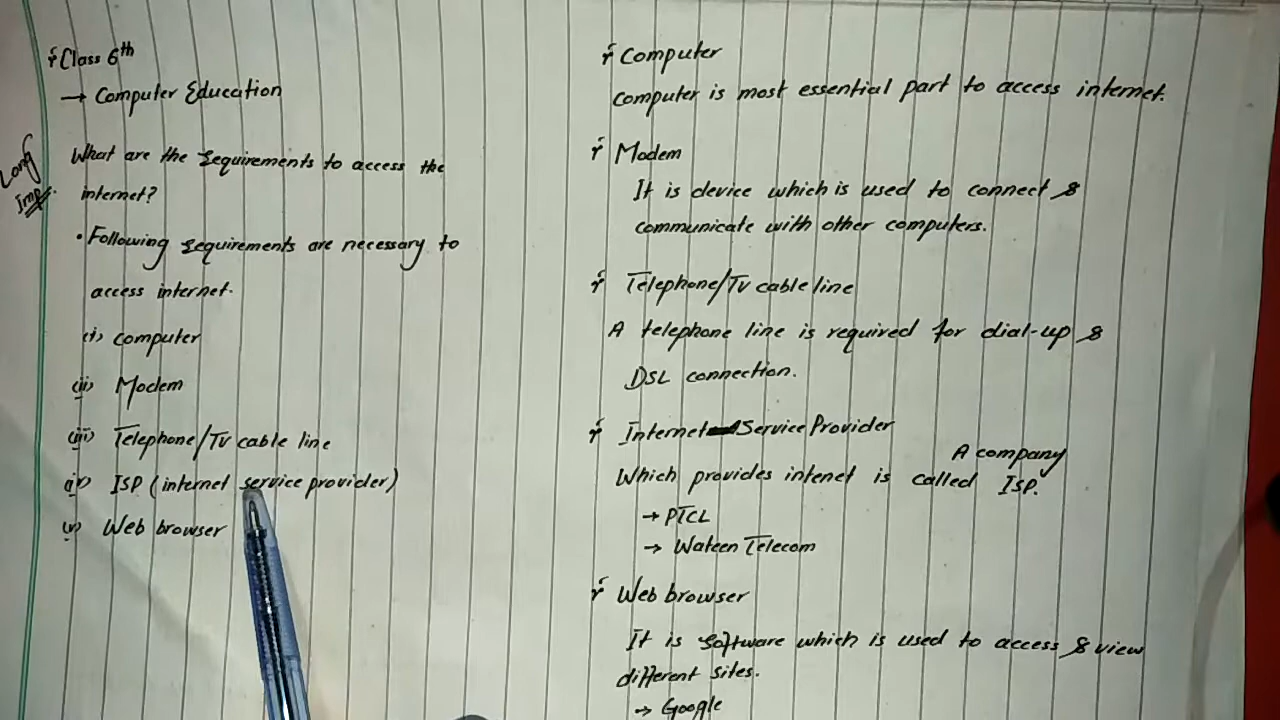 Class 6th
→ Computer Education
Long
Imp.
What are the requirements to access the
internet?
• Following requirements are necessary to
access internet.
(i) computer
(ii) Modem
(iii) Telephone/Tv cable line
(iv) ISP (internet service provider)
(v) Web browser
Computer
Computer is most essential part to access internet.
Modem
It is device which is used to connect &
communicate with other computers.
Telephone/Tv cable line
A telephone line is required for dial-up &
DSL connection.
Internet Service Provider
A company
Which provides intenet is called ISP.
→ PTCL
→ Wateen Telecom
Web browser
It is software which is used to access & view
different sites.
→ Google